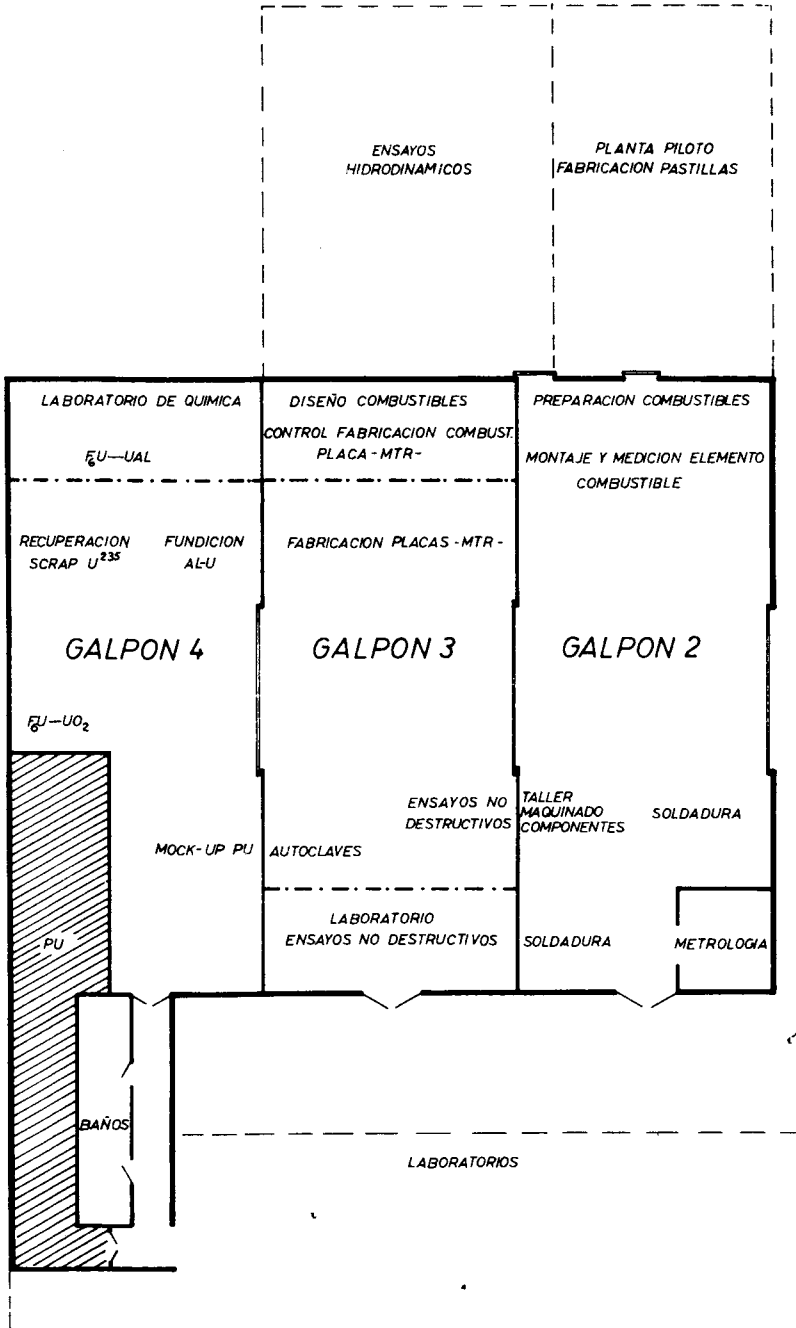 ENSAYOS
HIDRODINAMICOS
PLANTA PILOTO
FABRICACION PASTILLAS
LABORATORIO DE QUIMICA
F6U—UAL
DISEÑO COMBUSTIBLES
CONTROL FABRICACION COMBUST.
PLACA -MTR-
PREPARACION COMBUSTIBLES
MONTAJE Y MEDICION ELEMENTO
COMBUSTIBLE
RECUPERACION
SCRAP U235
FUNDICION
AL-U
FABRICACION PLACAS -MTR-
GALPON 4
GALPON 3
GALPON 2
F6U—UO2
ENSAYOS NO
DESTRUCTIVOS
TALLER
MAQUINADO
COMPONENTES
SOLDADURA
MOCK-UP PU
AUTOCLAVES
LABORATORIO
ENSAYOS NO DESTRUCTIVOS
SOLDADURA
METROLOGIA
PU
BAÑOS
LABORATORIOS